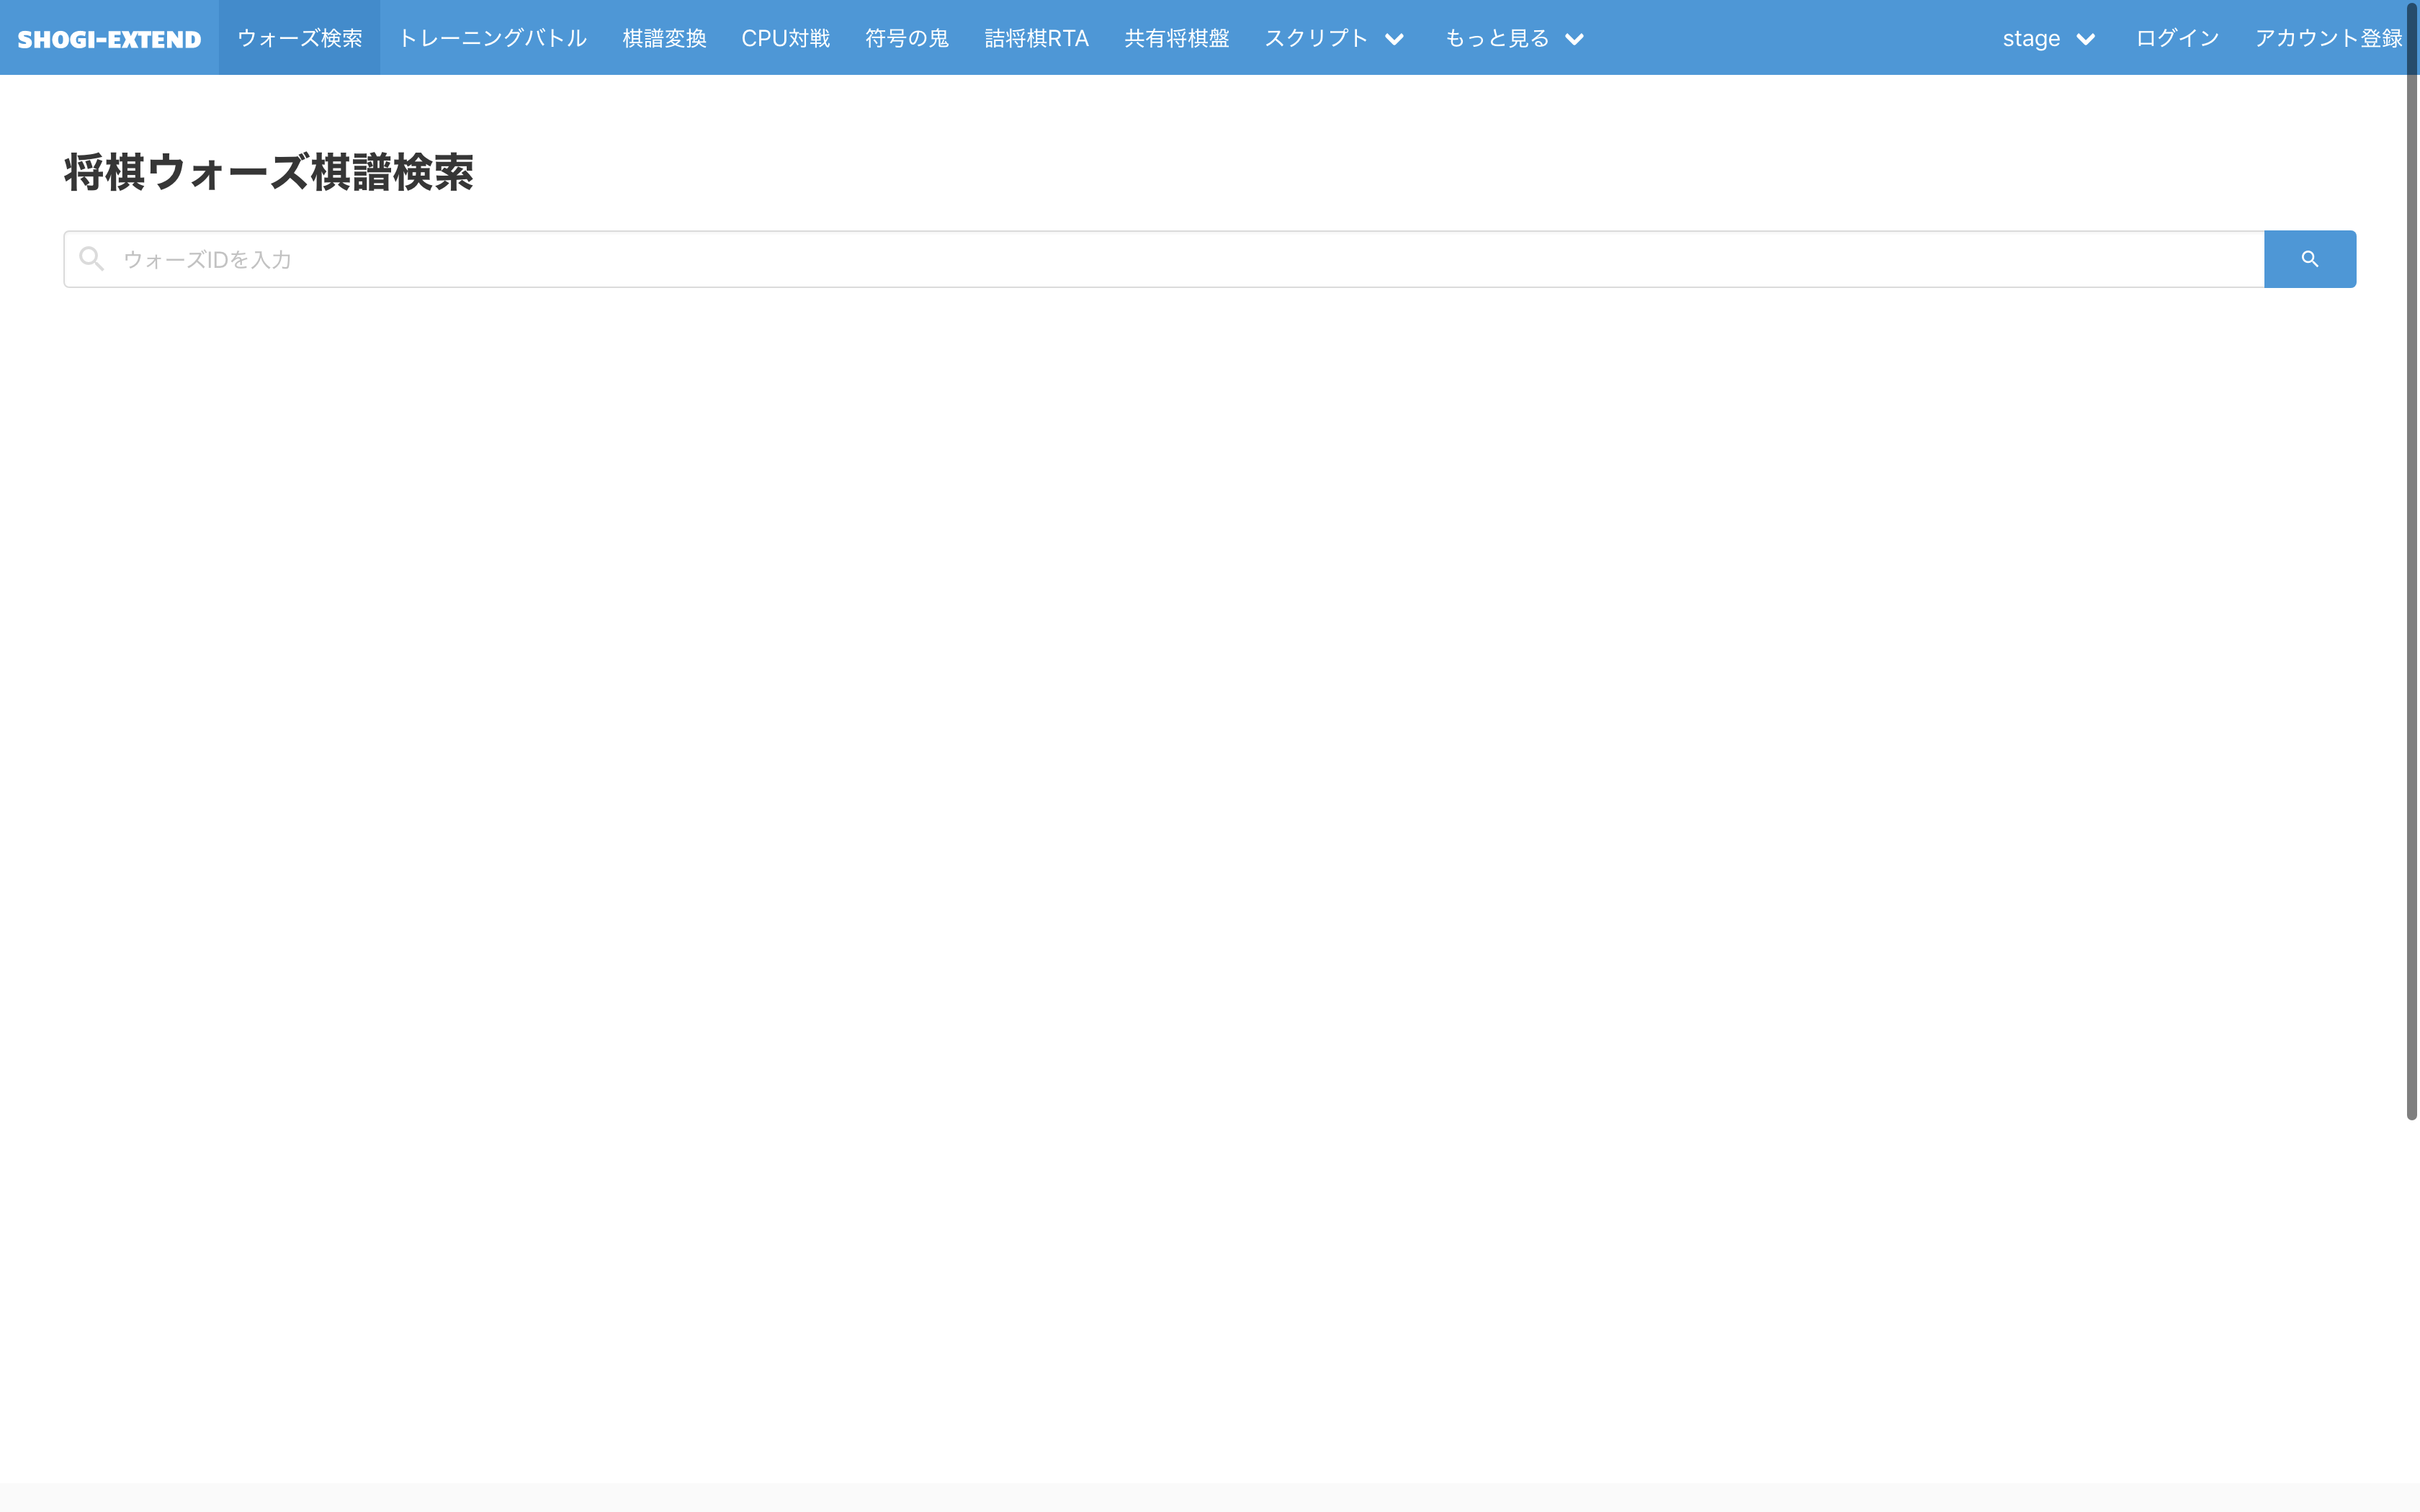 SHOGI-EXTEND ウォーズ検索 トレーニングバトル 棋譜変換 CPU対戦 符号の鬼 詰将棋RTA 共有将棋盤 スクリプト もっと見る stage ログイン アカウント登録
将棋ウォーズ棋譜検索
ウォーズIDを入力